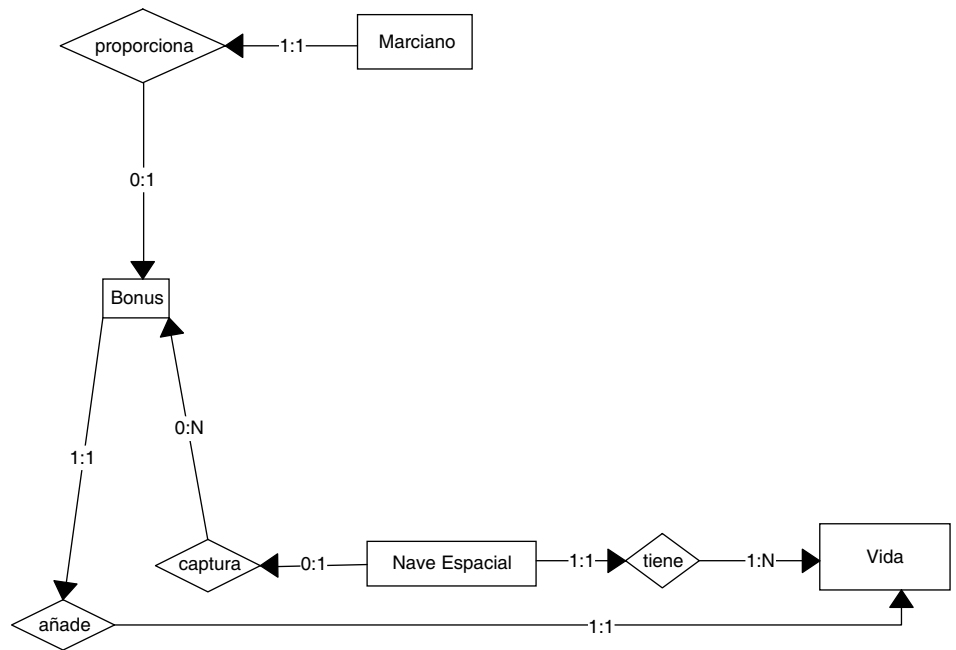 proporciona
1:1
Marciano
0:1
Bonus
0:N
1:1
captura
0:1
Nave Espacial
1:1
tiene
1:N
Vida
añade
1:1